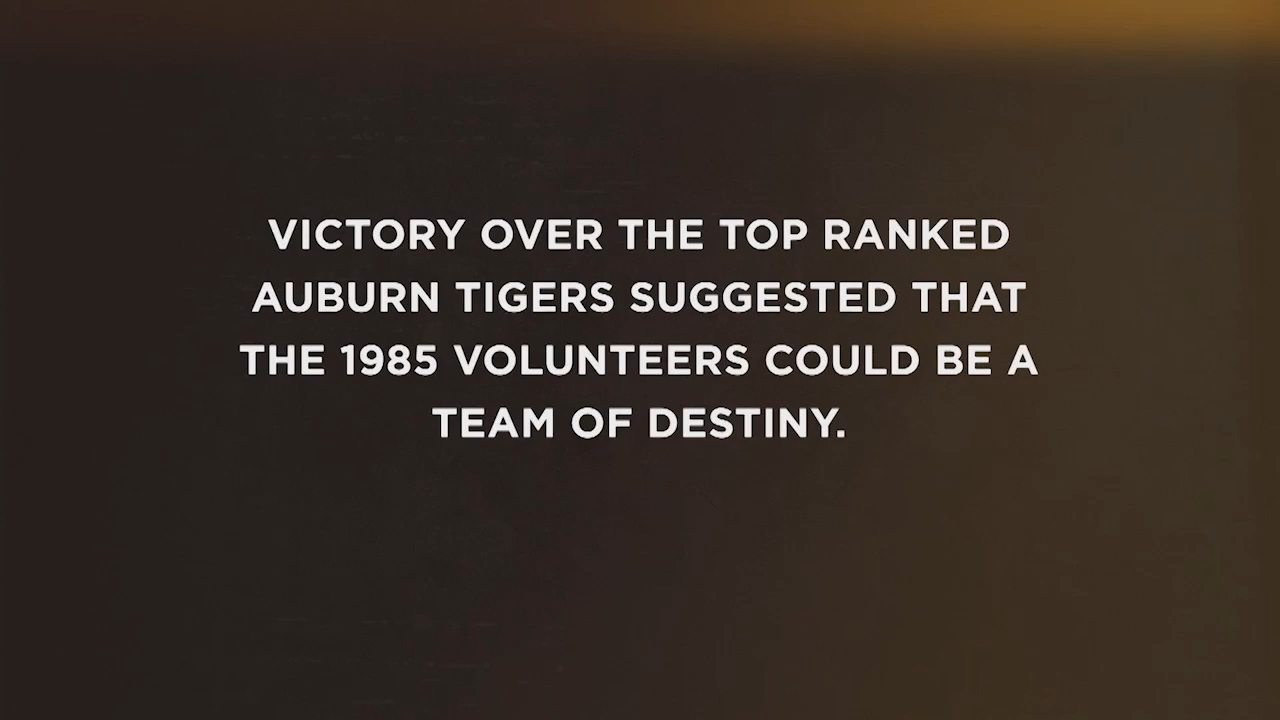 VICTORY OVER THE TOP RANKED
AUBURN TIGERS SUGGESTED THAT
THE 1985 VOLUNTEERS COULD BE A
TEAM OF DESTINY.